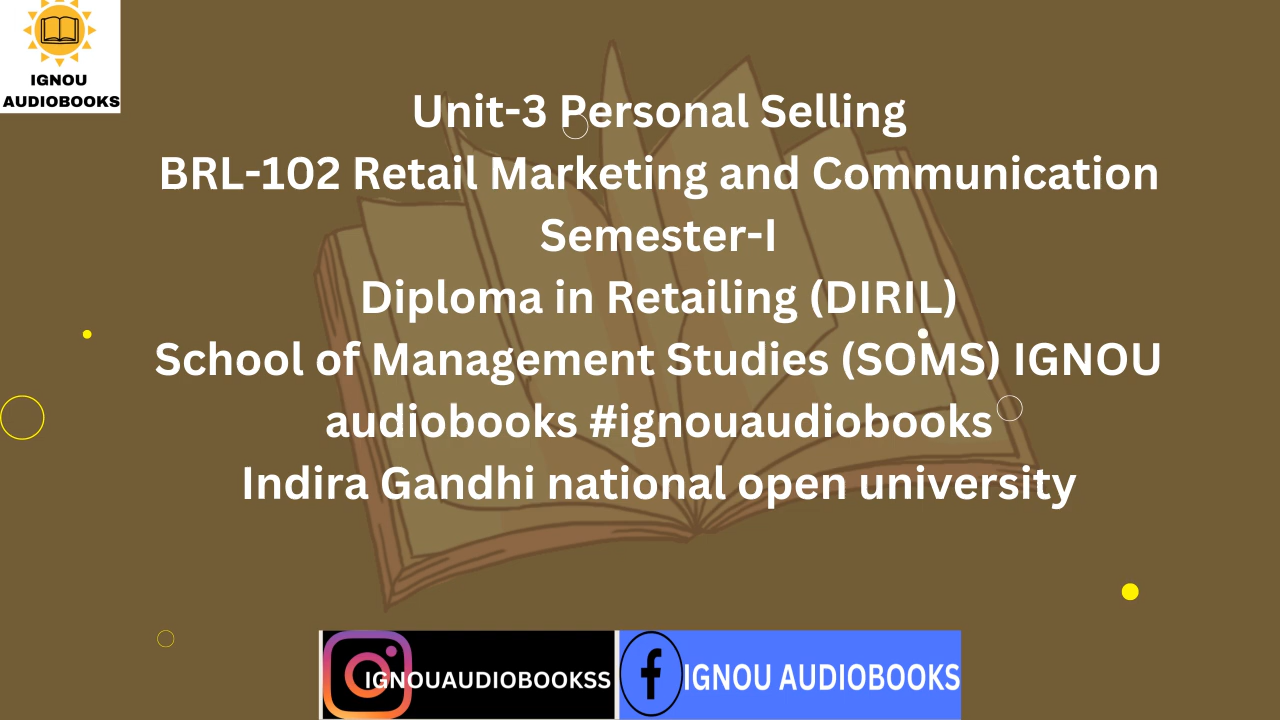 IGNOU
AUDIOBOOKS
Unit-3 Personal Selling
BRL-102 Retail Marketing and Communication
Semester-I
Diploma in Retailing (DIRIL)
School of Management Studies (SOMS) IGNOU
audiobooks #ignouaudiobooks
Indira Gandhi national open university
IGNOUAUDIOBOOKSS
IGNOU AUDIOBOOKS